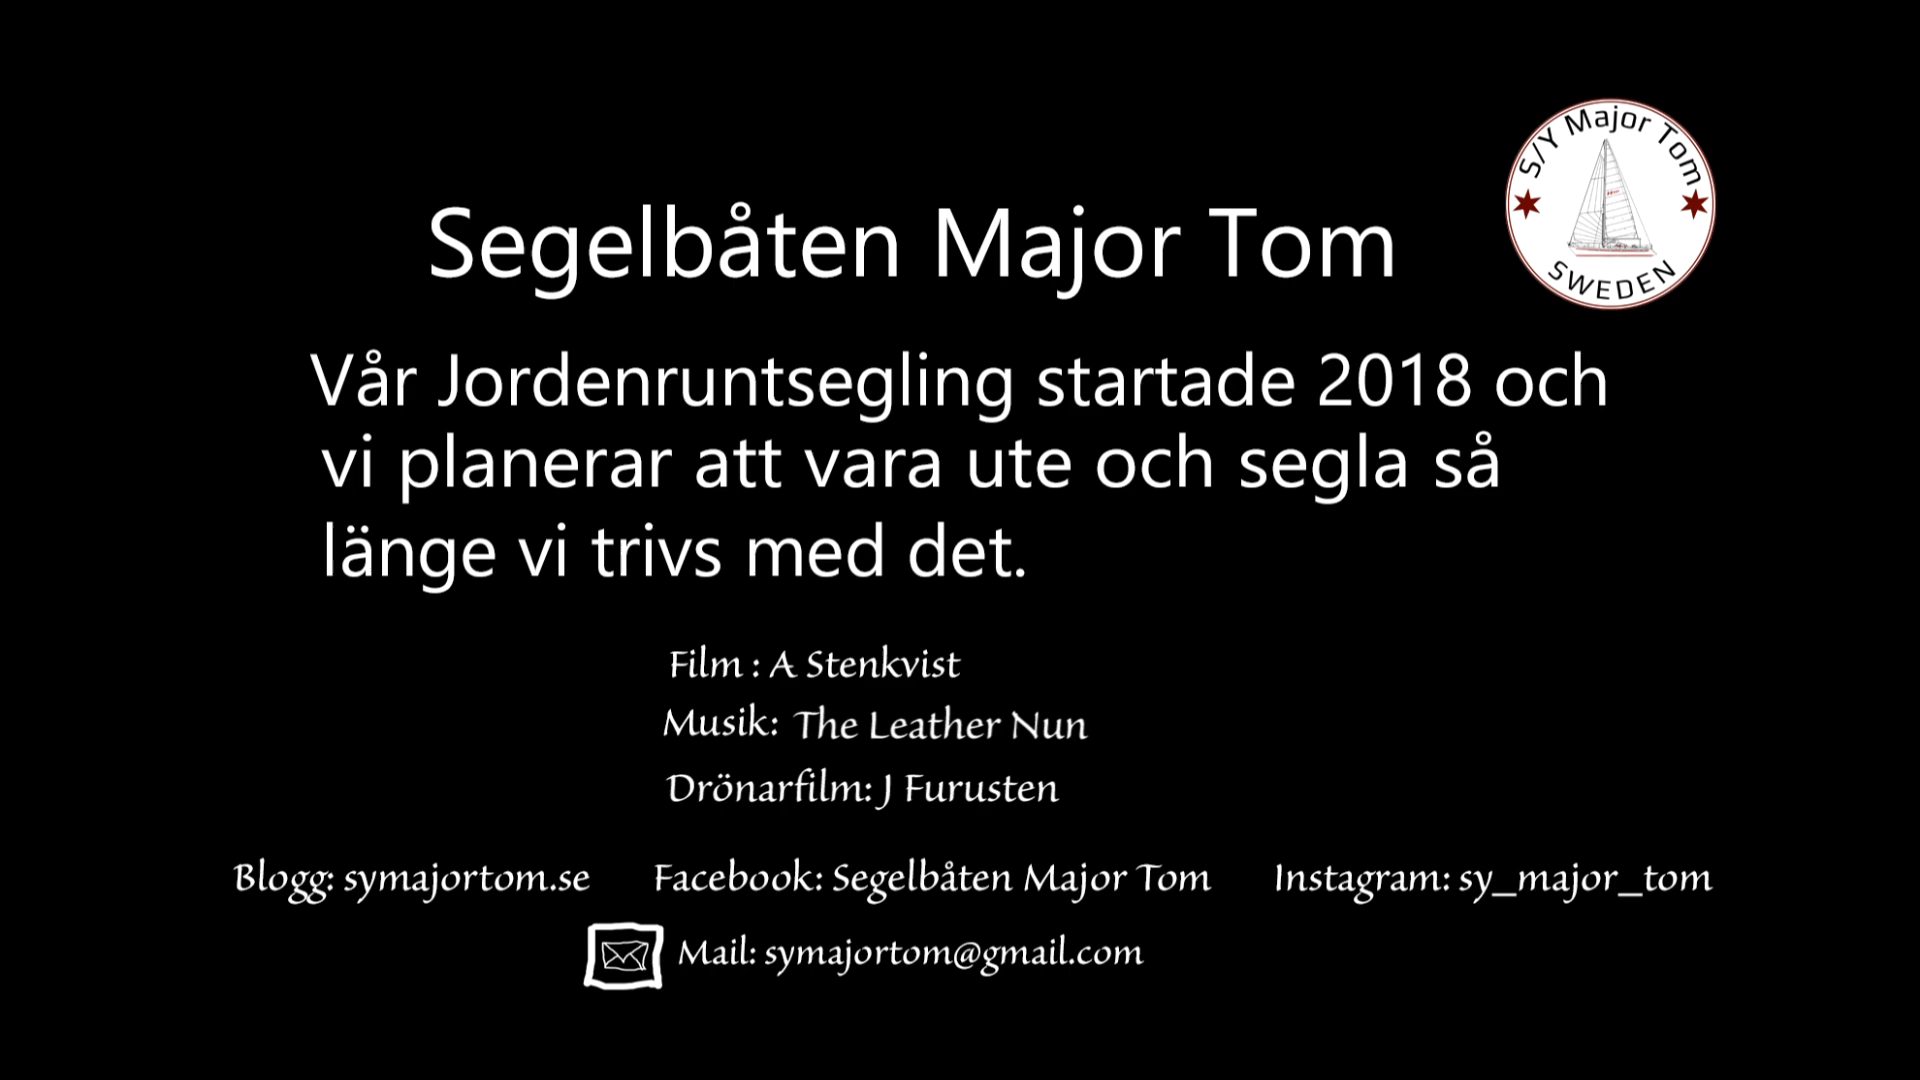 S/Y Major Tom
SWEDEN
Segelbåten Major Tom
Vår Jordenruntsegling startade 2018 och
vi planerar att vara ute och segla så
länge vi trivs med det.
Film : A Stenkvist
Musik: The Leather Nun
Drönarfilm: J Furusten
Blogg: symajortom.se Facebook: Segelbåten Major Tom Instagram: sy_major_tom
Mail: symajortom@gmail.com